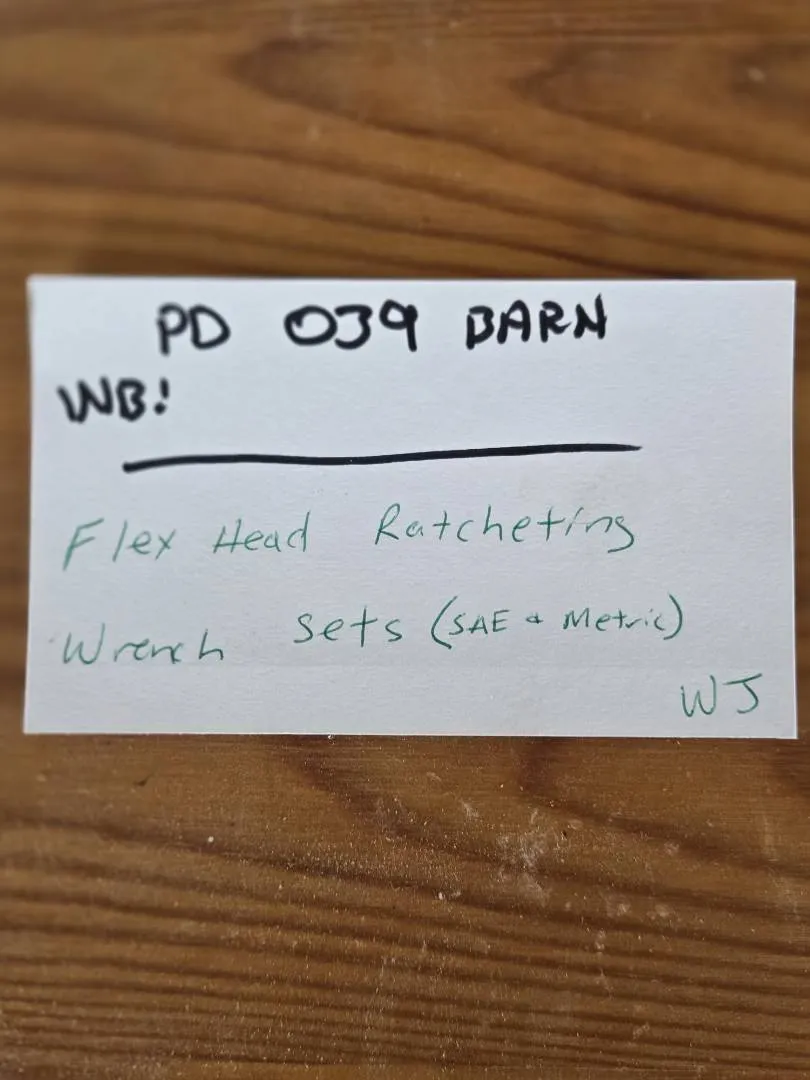 PD 039 BARN
WB!
Flex Head Ratcheting
Wrench Sets (SAE & Metric)
WJ